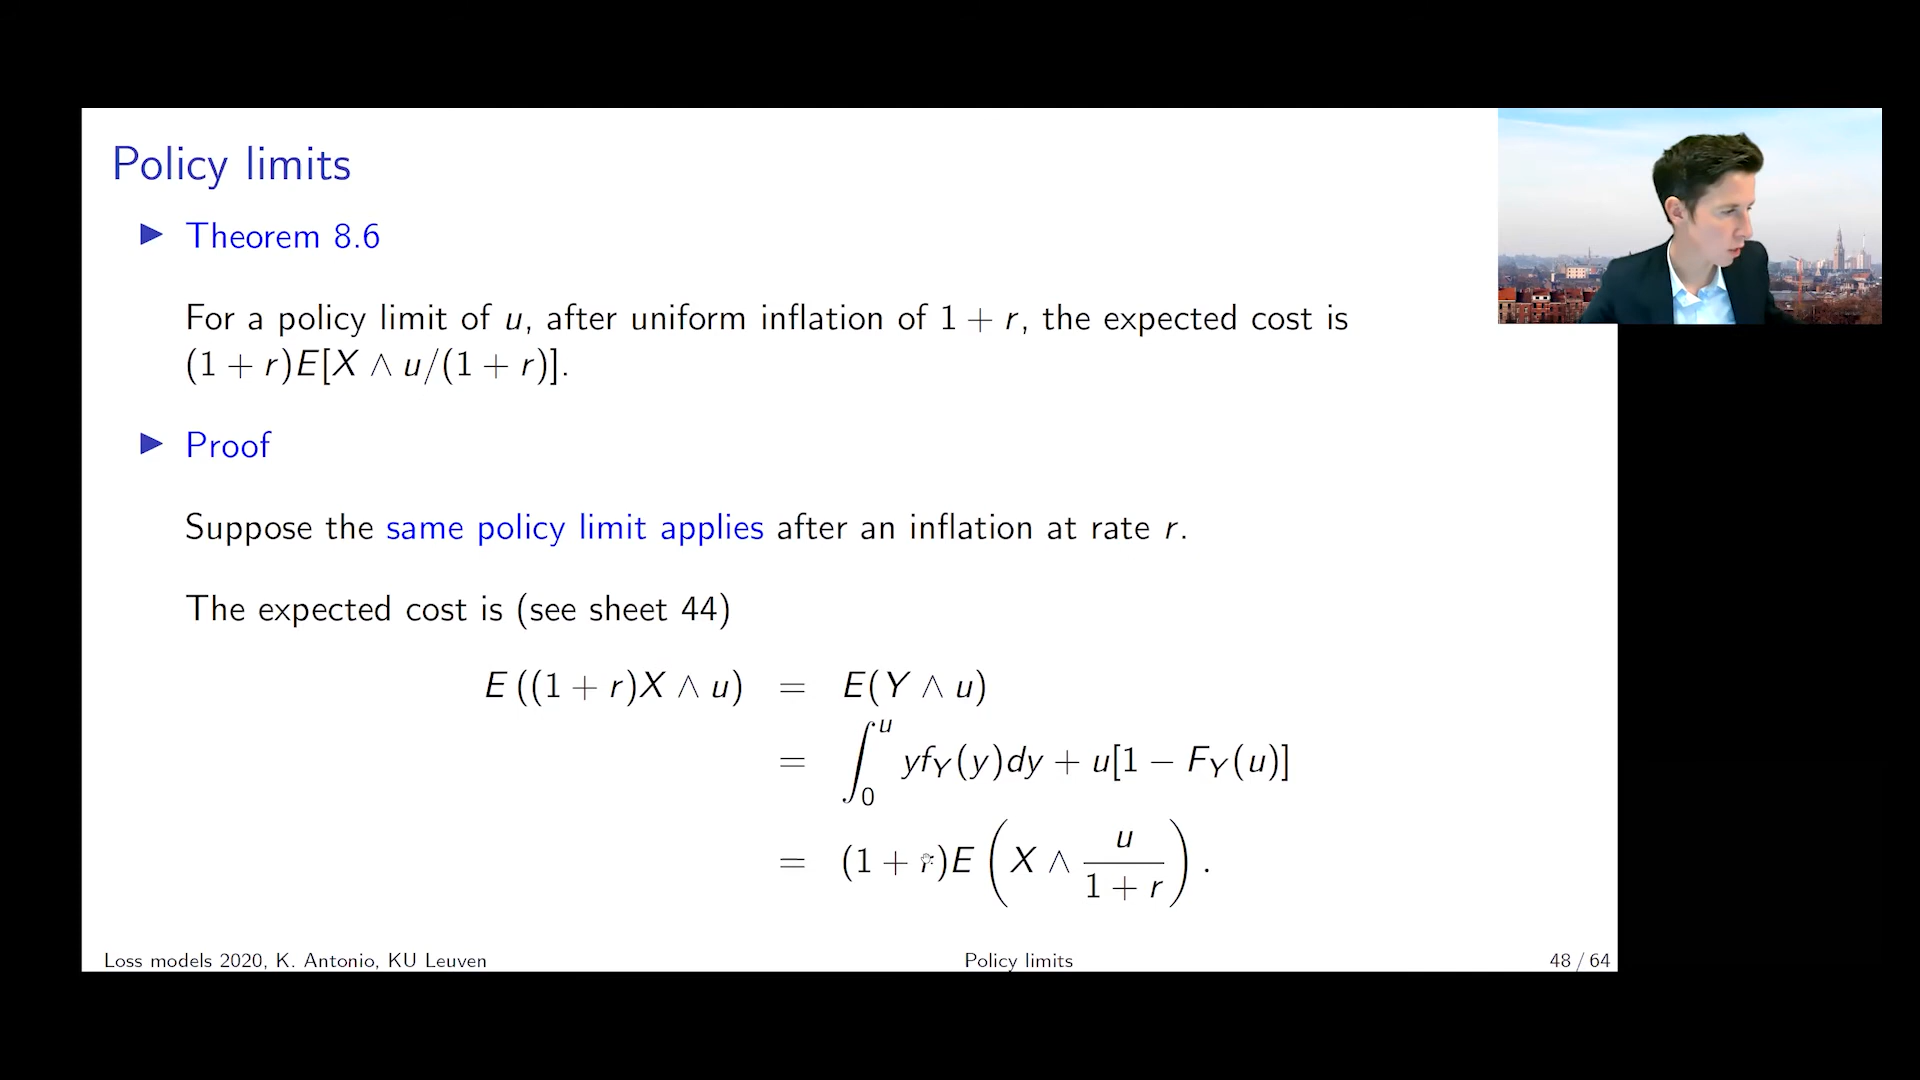 Policy limits
▶ Theorem 8.6
For a policy limit of u, after uniform inflation of 1 + r, the expected cost is
(1 + r)E[X ∧ u/(1 + r)].
▶ Proof
Suppose the same policy limit applies after an inflation at rate r.
The expected cost is (see sheet 44)
E ((1 + r)X ∧ u) = E(Y ∧ u)
= ∫₀ᵘ yf_Y(y)dy + u[1 − F_Y(u)]
= (1 + r)E (X ∧ u/(1 + r)).
Loss models 2020, K. Antonio, KU Leuven Policy limits 48 / 64